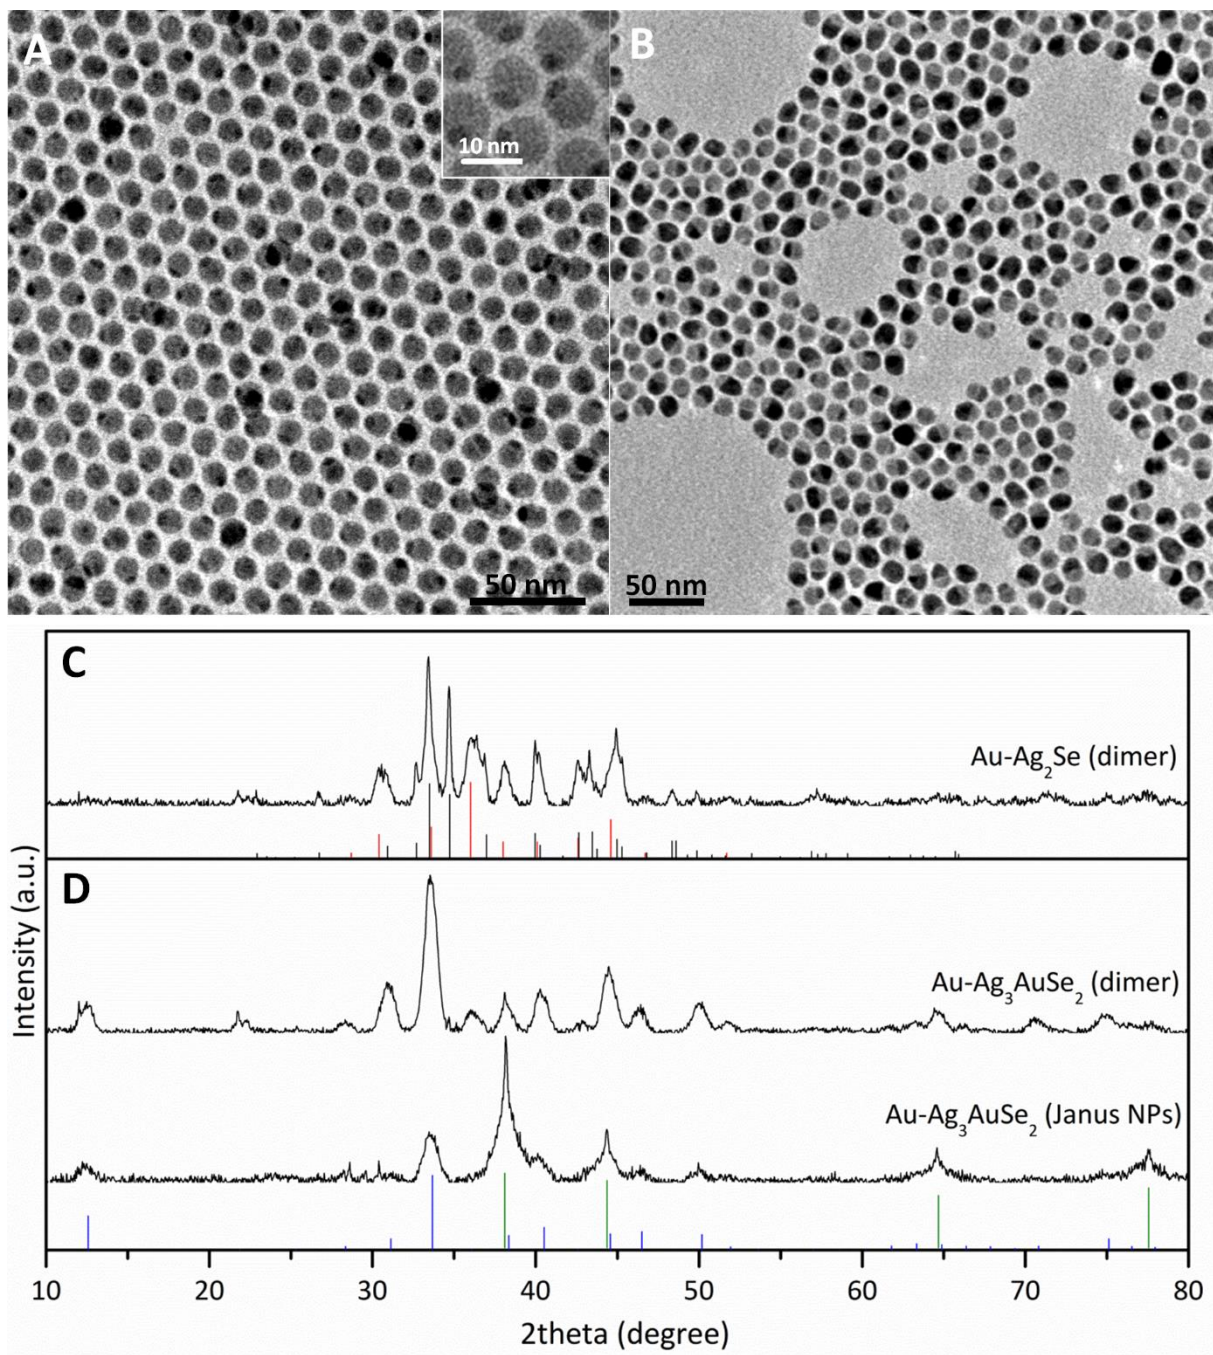 A
10 nm
B
50 nm
50 nm
C
Au-Ag2Se (dimer)
D
Au-Ag3AuSe2 (dimer)
Au-Ag3AuSe2 (Janus NPs)
Intensity (a.u.)
10 20 30 40 50 60 70 80
2theta (degree)